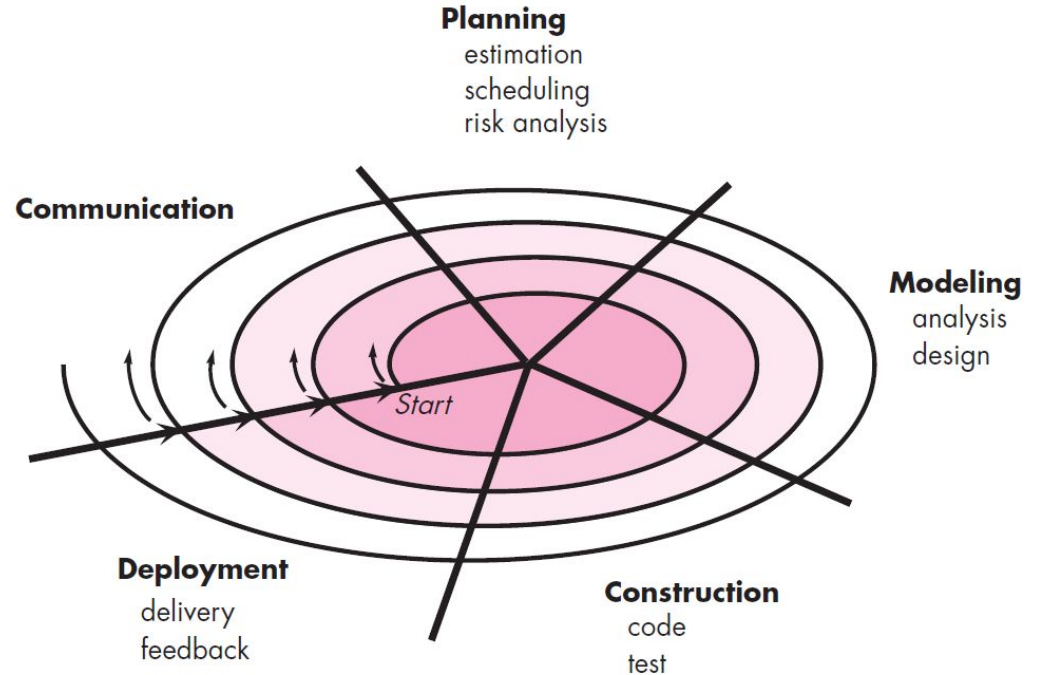 Planning
estimation
scheduling
risk analysis
Communication
Modeling
analysis
design
Start
Deployment
delivery
feedback
Construction
code
test